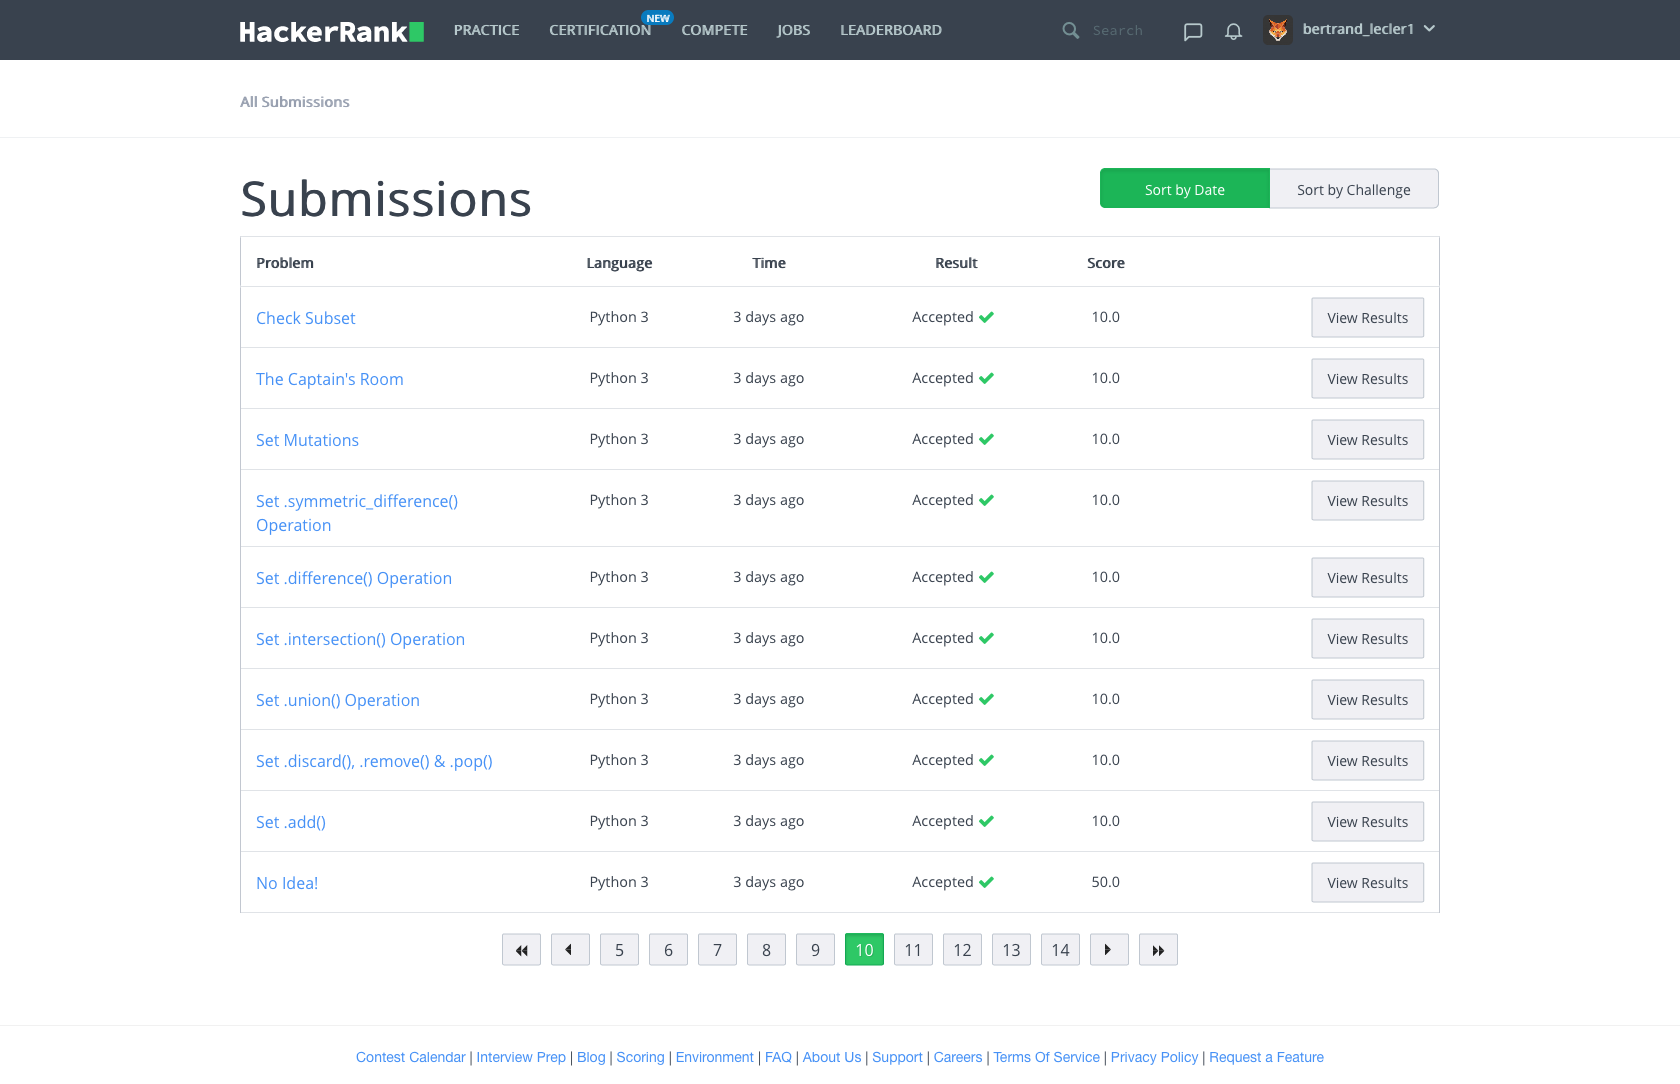 HackerRank PRACTICE CERTIFICATION NEW COMPETE JOBS LEADERBOARD Search bertrand_lecler1
All Submissions
Submissions Sort by Date Sort by Challenge
Problem Language Time Result Score
Check Subset Python 3 3 days ago Accepted 10.0 View Results
The Captain's Room Python 3 3 days ago Accepted 10.0 View Results
Set Mutations Python 3 3 days ago Accepted 10.0 View Results
Set .symmetric_difference() Python 3 3 days ago Accepted 10.0 View Results
Operation
Set .difference() Operation Python 3 3 days ago Accepted 10.0 View Results
Set .intersection() Operation Python 3 3 days ago Accepted 10.0 View Results
Set .union() Operation Python 3 3 days ago Accepted 10.0 View Results
Set .discard(), .remove() & .pop() Python 3 3 days ago Accepted 10.0 View Results
Set .add() Python 3 3 days ago Accepted 10.0 View Results
No Idea! Python 3 3 days ago Accepted 50.0 View Results
5 6 7 8 9 10 11 12 13 14
Contest Calendar | Interview Prep | Blog | Scoring | Environment | FAQ | About Us | Support | Careers | Terms Of Service | Privacy Policy | Request a Feature